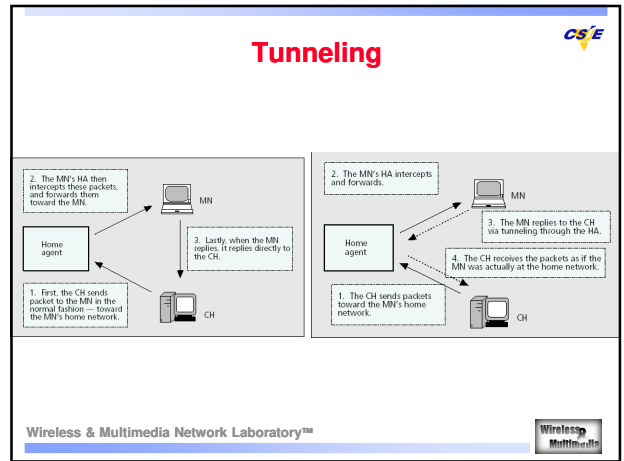 Tunneling
CS/E
2. The MN's HA then
intercepts these packets,
and forwards them
toward the MN.
MN
Home
agent
3. Lastly, when the MN
replies, it replies directly to
the CH.
1. First, the CH sends
packet to the MN in the
normal fashion — toward
the MN's home network.
CH
2. The MN's HA intercepts
and forwards.
MN
3. The MN replies to the CH
via tunneling through the HA.
Home
agent
4. The CH receives the packets as if the
MN was actually at the home network.
1. The CH sends packets
toward the MN's home
network.
CH
Wireless & Multimedia Network Laboratory™
Wireless
Multimedia